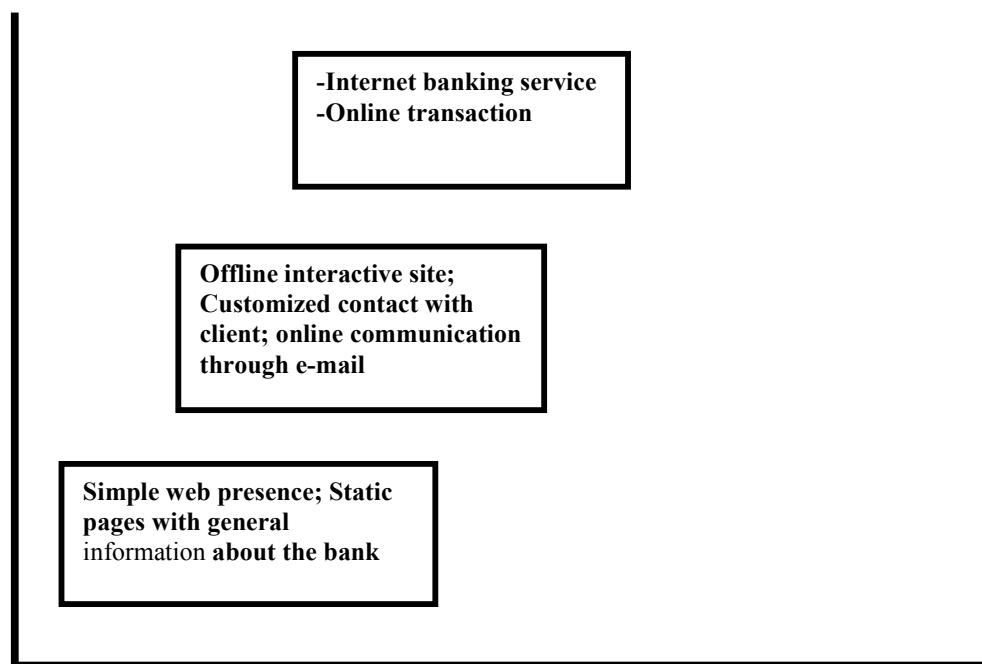 -Internet banking service
-Online transaction
Offline interactive site;
Customized contact with
client; online communication
through e-mail
Simple web presence; Static
pages with general
information about the bank